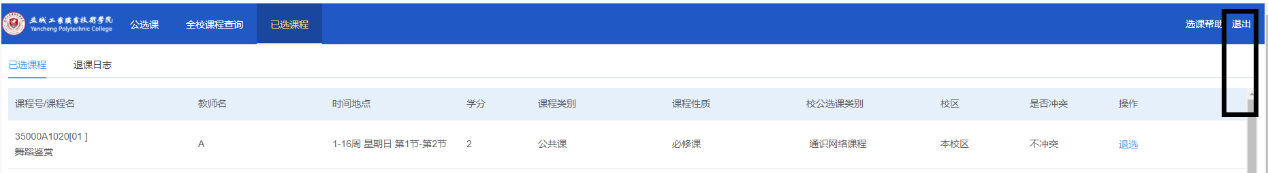 盐城工业职业技术学院 公选课 全校课程查询 已选课程 选课帮助 退出
Yancheng Polytechnic College
已选课程 退课日志
课程号/课程名 教师名 时间地点 学分 课程类别 课程性质 校公选课类别 校区 是否冲突 操作
35000A1020[01 ]
舞蹈鉴赏 A 1-16周 星期日 第1节-第2节 2 公共课 必修课 通识网络课程 本校区 不冲突 退选